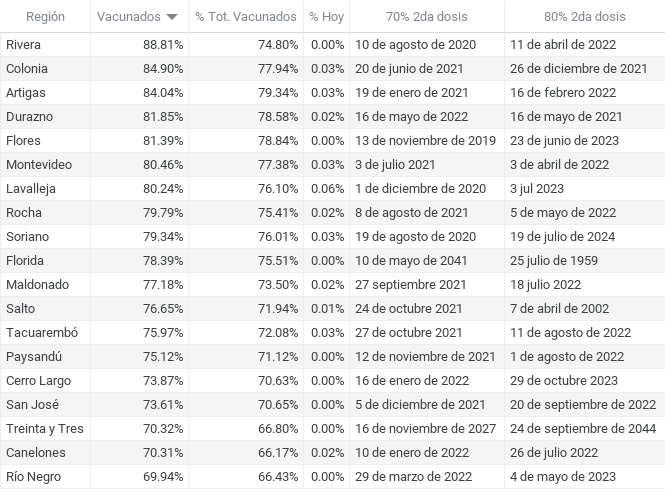 Región Vacunados % Tot. Vacunados % Hoy 70% 2da dosis 80% 2da dosis
Rivera 88.81% 74.80% 0.00% 10 de agosto de 2020 11 de abril de 2022
Colonia 84.90% 77.94% 0.03% 20 de junio de 2021 26 de diciembre de 2021
Artigas 84.04% 79.34% 0.03% 19 de enero de 2021 16 de febrero 2022
Durazno 81.85% 78.58% 0.02% 16 de mayo de 2022 16 de mayo de 2021
Flores 81.39% 78.84% 0.00% 13 de noviembre de 2019 23 de junio de 2023
Montevideo 80.46% 77.38% 0.03% 3 de julio 2021 3 de abril de 2022
Lavalleja 80.24% 76.10% 0.06% 1 de diciembre de 2020 3 jul 2023
Rocha 79.79% 75.41% 0.02% 8 de agosto de 2021 5 de mayo de 2022
Soriano 79.34% 76.01% 0.03% 19 de agosto de 2020 19 de julio de 2024
Florida 78.39% 75.51% 0.00% 10 de mayo de 2041 25 julio de 1959
Maldonado 77.18% 73.50% 0.02% 27 septiembre 2021 18 julio 2022
Salto 76.65% 71.94% 0.01% 24 de octubre 2021 7 de abril de 2002
Tacuarembó 75.97% 72.08% 0.03% 27 de octubre 2021 11 de agosto de 2022
Paysandú 75.12% 71.12% 0.00% 12 de noviembre de 2021 1 de agosto de 2022
Cerro Largo 73.87% 70.63% 0.00% 16 de enero de 2022 29 de octubre 2023
San José 73.61% 70.65% 0.00% 5 de diciembre de 2021 20 de septiembre de 2022
Treinta y Tres 70.32% 66.80% 0.00% 16 de noviembre de 2027 24 de septiembre de 2044
Canelones 70.31% 66.17% 0.02% 10 de enero de 2022 26 de julio 2022
Río Negro 69.94% 66.43% 0.00% 29 de marzo de 2022 4 de mayo de 2023